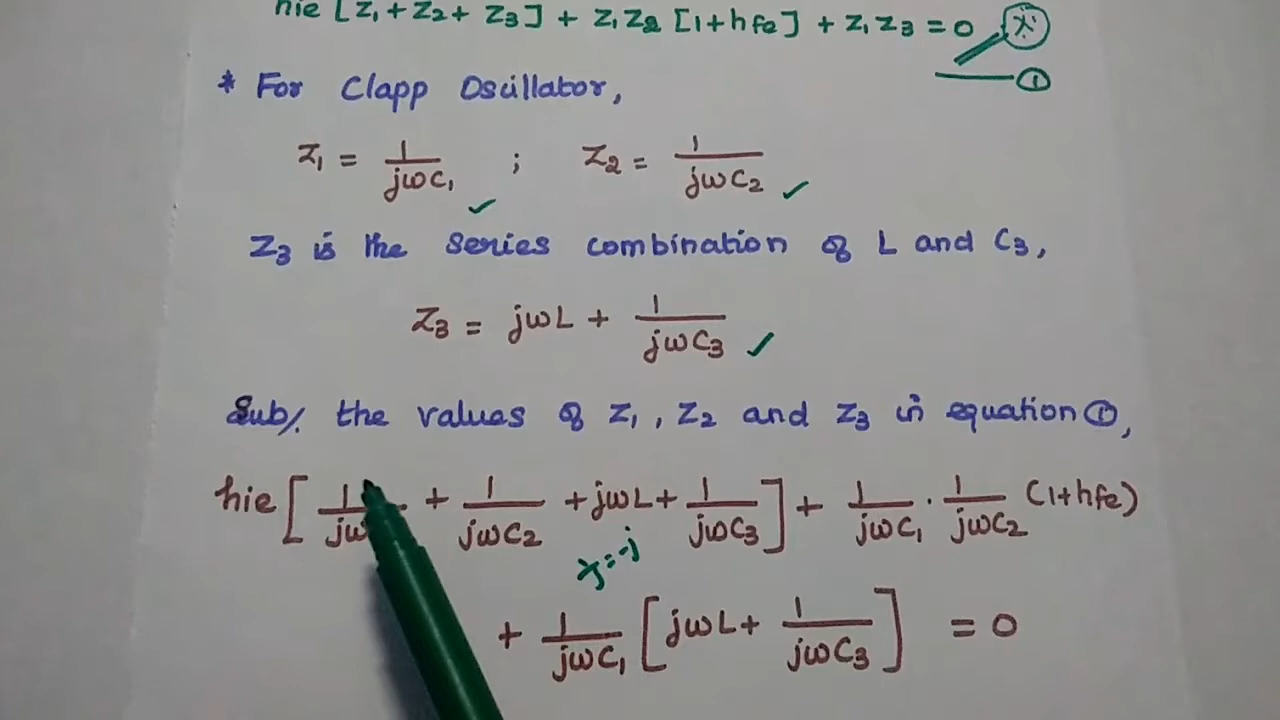 hie [Z₁+Z₂+ Z₃] + Z₁Z₂ [1+hfe] + Z₁Z₃ = 0 *
①
* For Clapp Oscillator,
Z₁ = 1/jωC₁ ; Z₂ = 1/jωC₂
Z₃ is the series combination of L and C₃,
Z₃ = jωL + 1/jωC₃
Sub/. the values of Z₁, Z₂ and Z₃ in equation ①,
hie [1/jω + 1/jωC₂ + jωL + 1/jωC₃] + 1/jωC₁ · 1/jωC₂ (1+hfe)
1/j = -j
+ 1/jωC₁ [jωL + 1/jωC₃] = 0